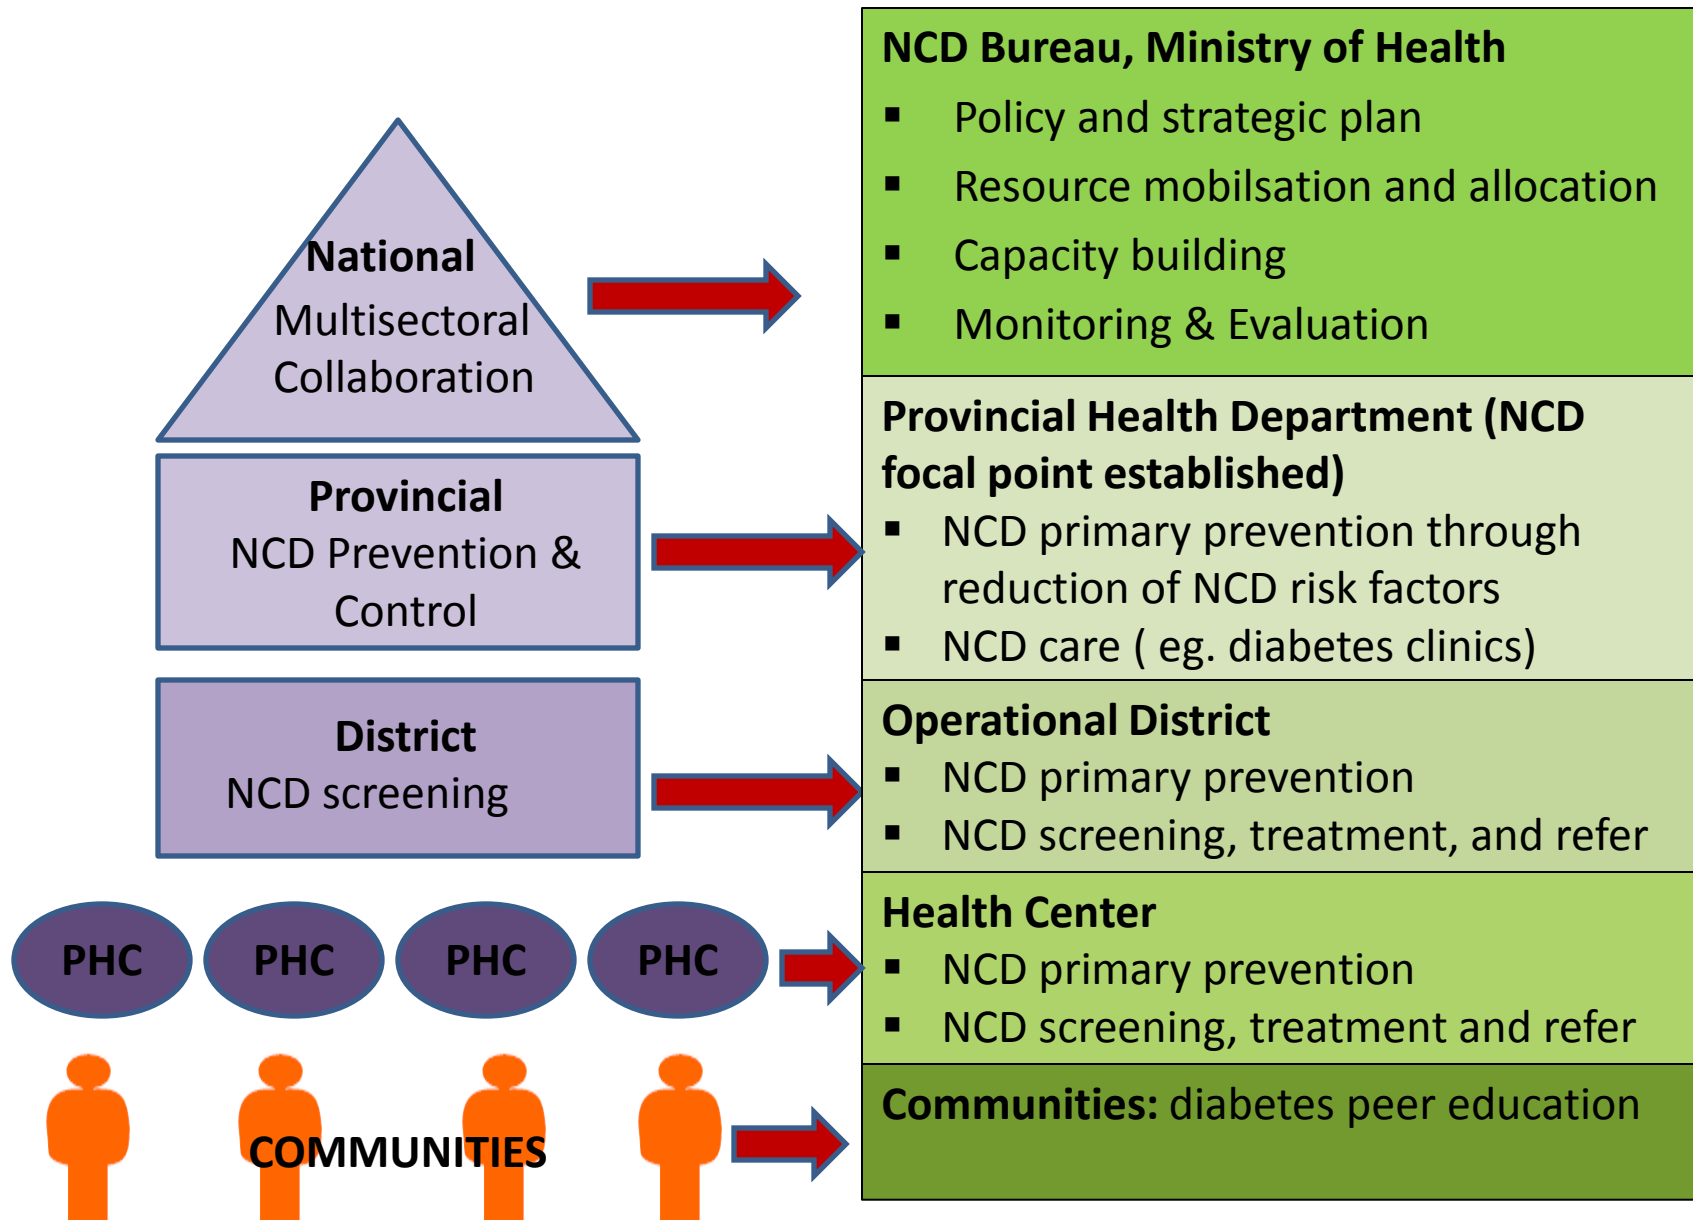 National
Multisectoral
Collaboration
Provincial
NCD Prevention &
Control
District
NCD screening
PHC PHC PHC PHC
COMMUNITIES
NCD Bureau, Ministry of Health
▪ Policy and strategic plan
▪ Resource mobilsation and allocation
▪ Capacity building
▪ Monitoring & Evaluation
Provincial Health Department (NCD
focal point established)
▪ NCD primary prevention through
reduction of NCD risk factors
▪ NCD care ( eg. diabetes clinics)
Operational District
▪ NCD primary prevention
▪ NCD screening, treatment, and refer
Health Center
▪ NCD primary prevention
▪ NCD screening, treatment and refer
Communities: diabetes peer education